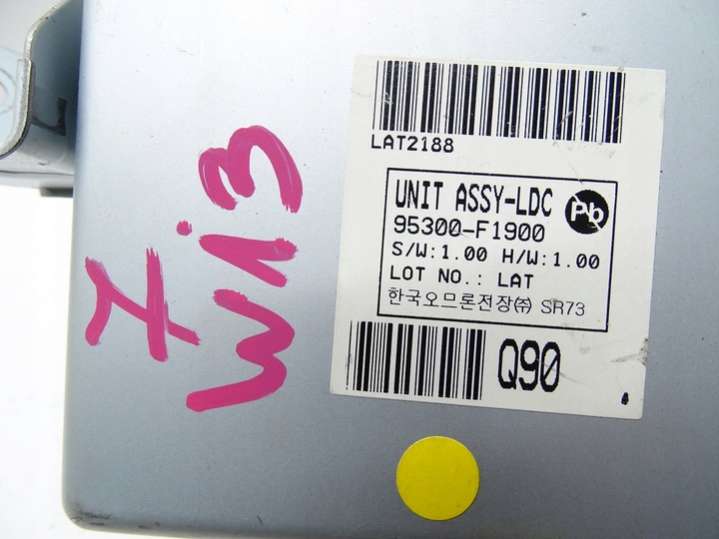 LAT2188
UNIT ASSY-LDC Pb
95300-F1900
S/W:1.00 H/W:1.00
LOT NO.: LAT
한국오므론전장㈜ SR73
Q90
4